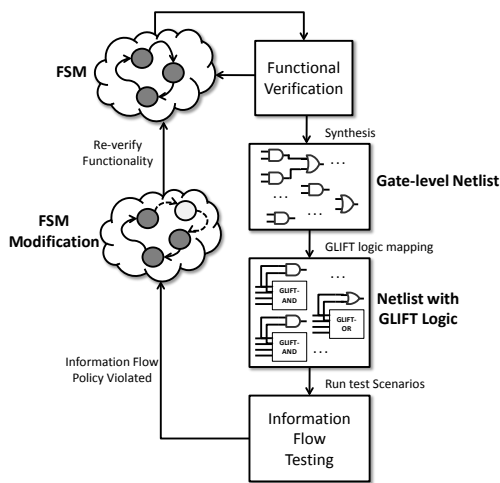 FSM
Functional
Verification
Re-verify
Functionality
Synthesis
. . .
. . .
. . .
Gate-level Netlist
FSM
Modification
GLIFT logic mapping
. . .
GLIFT-
AND
GLIFT-
OR
GLIFT-
AND
. . .
Netlist with
GLIFT Logic
Information Flow
Policy Violated
Run test Scenarios
Information
Flow
Testing